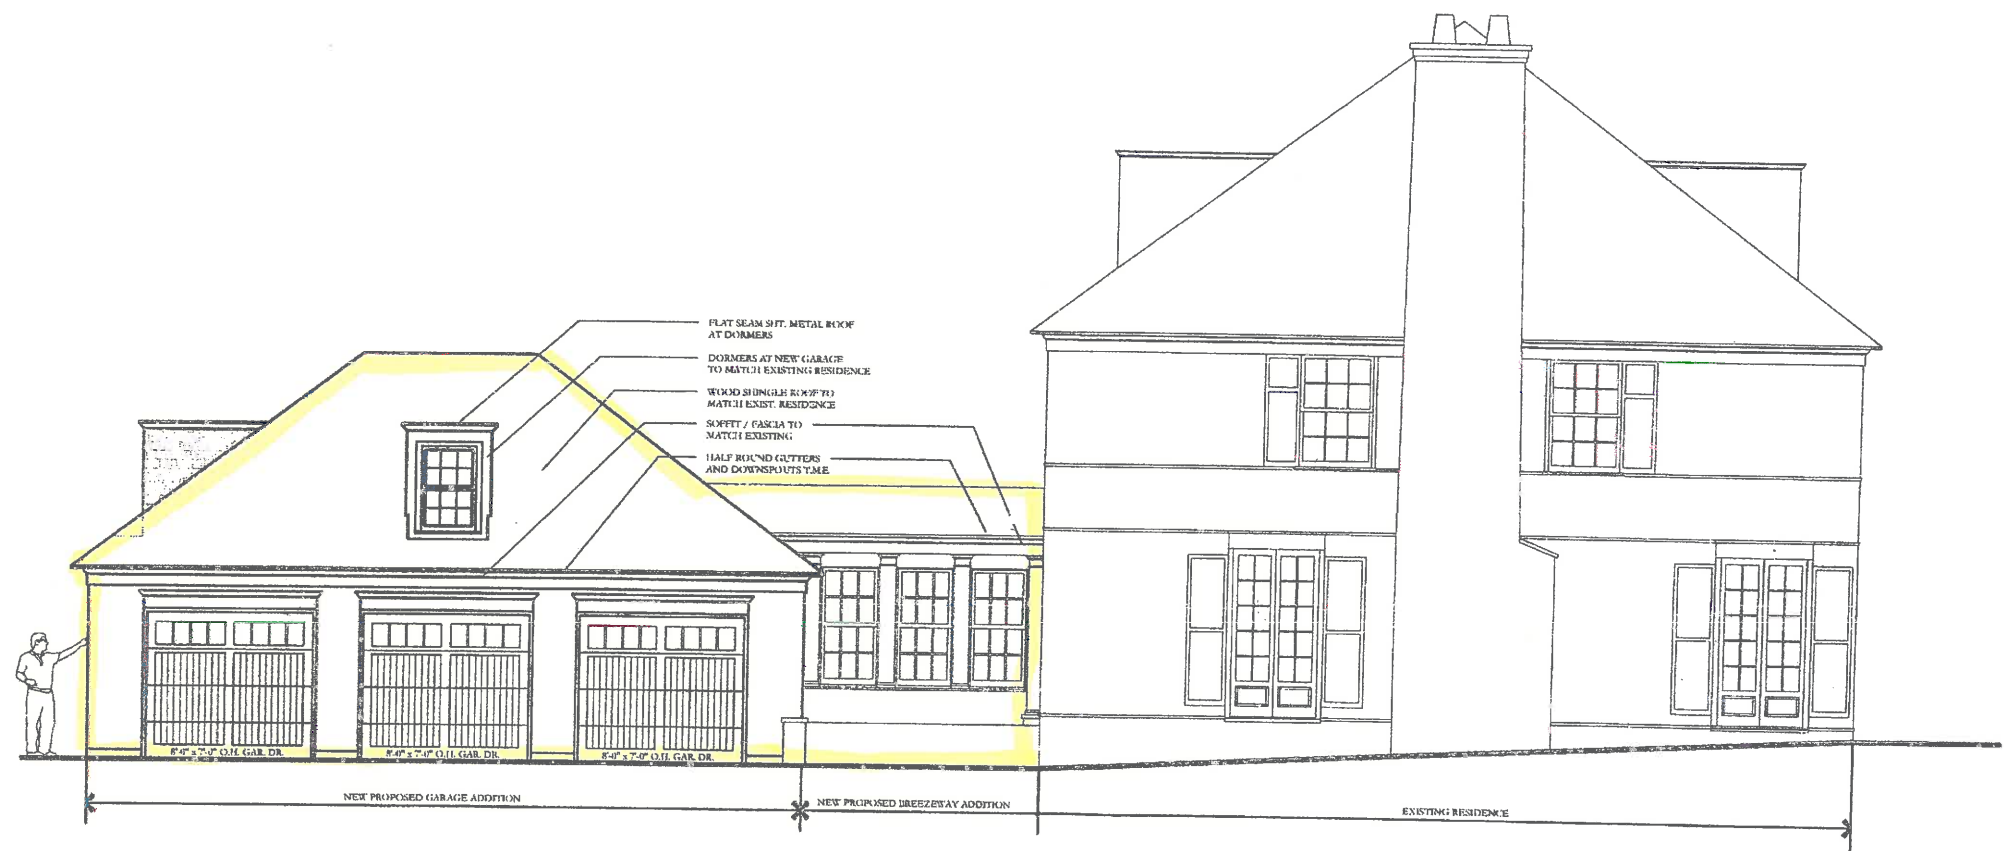 FLAT SEAM SHT. METAL ROOF
AT DORMERS
DORMERS AT NEW GARAGE
TO MATCH EXISTING RESIDENCE
WOOD SHINGLE ROOF TO
MATCH EXIST. RESIDENCE
SOFFIT / FASCIA TO
MATCH EXISTING
HALF ROUND GUTTERS
AND DOWNSPOUTS T.M.E.
8'-0" x 7'-0" O.H. GAR. DR.
8'-0" x 7'-0" O.H. GAR. DR.
8'-0" x 7'-0" O.H. GAR. DR.
NEW PROPOSED GARAGE ADDITION
NEW PROPOSED BREEZEWAY ADDITION
EXISTING RESIDENCE